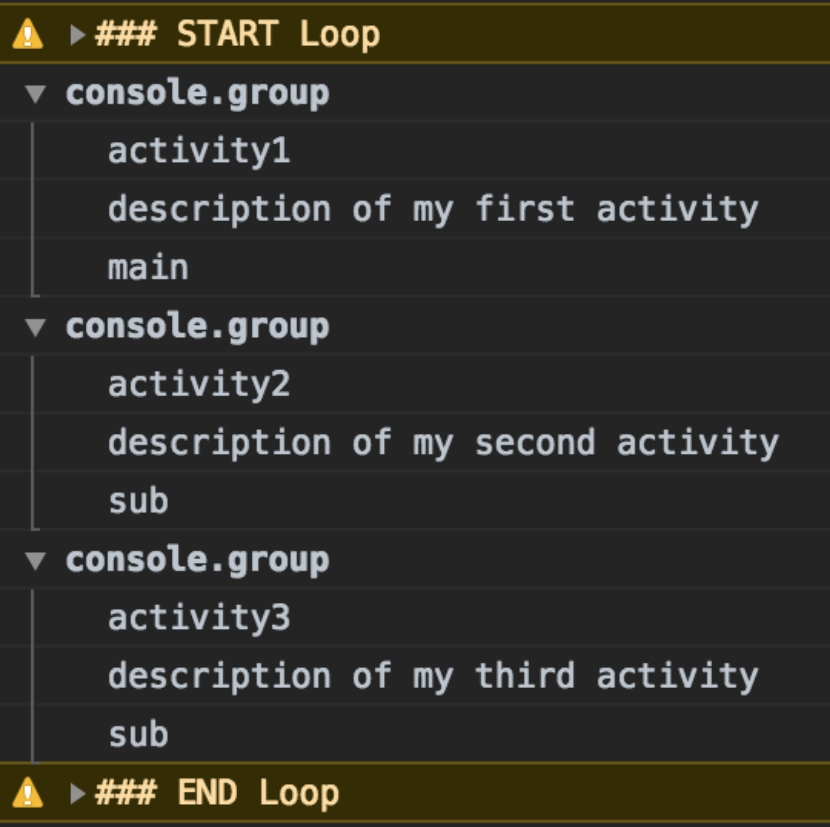 ### START Loop
console.group
activity1
description of my first activity
main
console.group
activity2
description of my second activity
sub
console.group
activity3
description of my third activity
sub
### END Loop